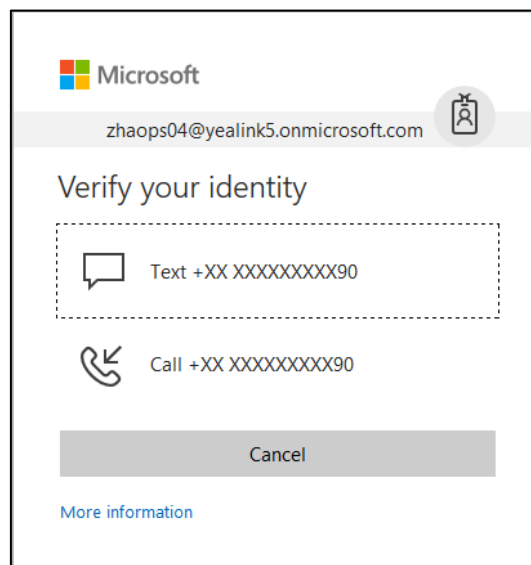 Microsoft
zhaops04@yealink5.onmicrosoft.com
Verify your identity
Text +XX XXXXXXXXX90
Call +XX XXXXXXXXX90
Cancel
More information